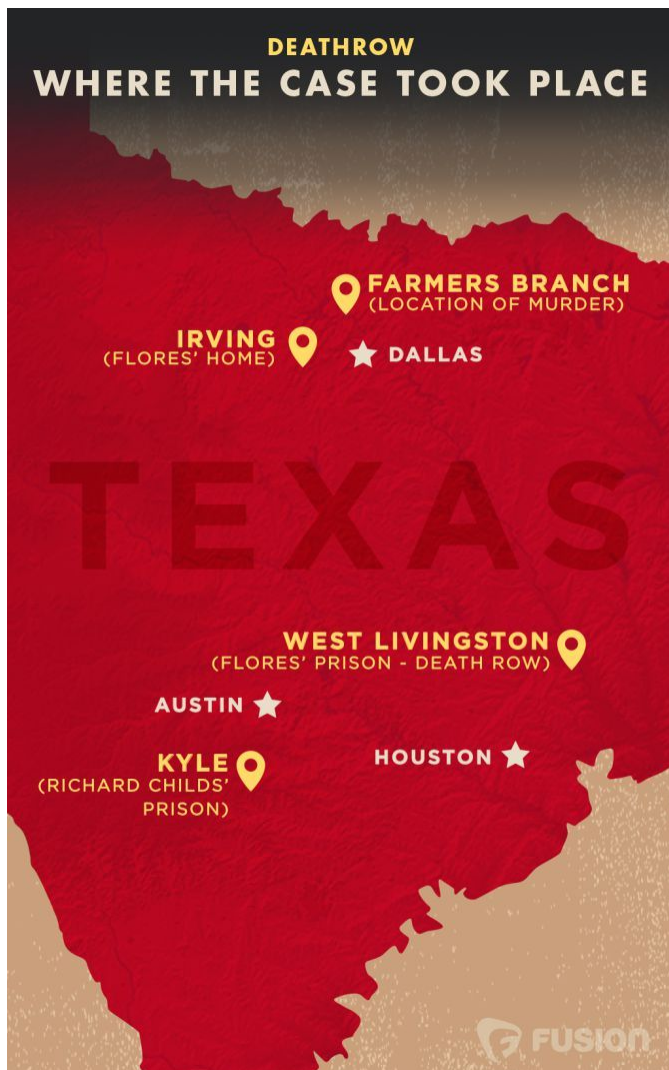 DEATHROW
WHERE THE CASE TOOK PLACE
FARMERS BRANCH
(LOCATION OF MURDER)
IRVING
(FLORES' HOME)
DALLAS
TEXAS
WEST LIVINGSTON
(FLORES' PRISON - DEATH ROW)
AUSTIN
HOUSTON
KYLE
(RICHARD CHILDS'
PRISON)
FUSION